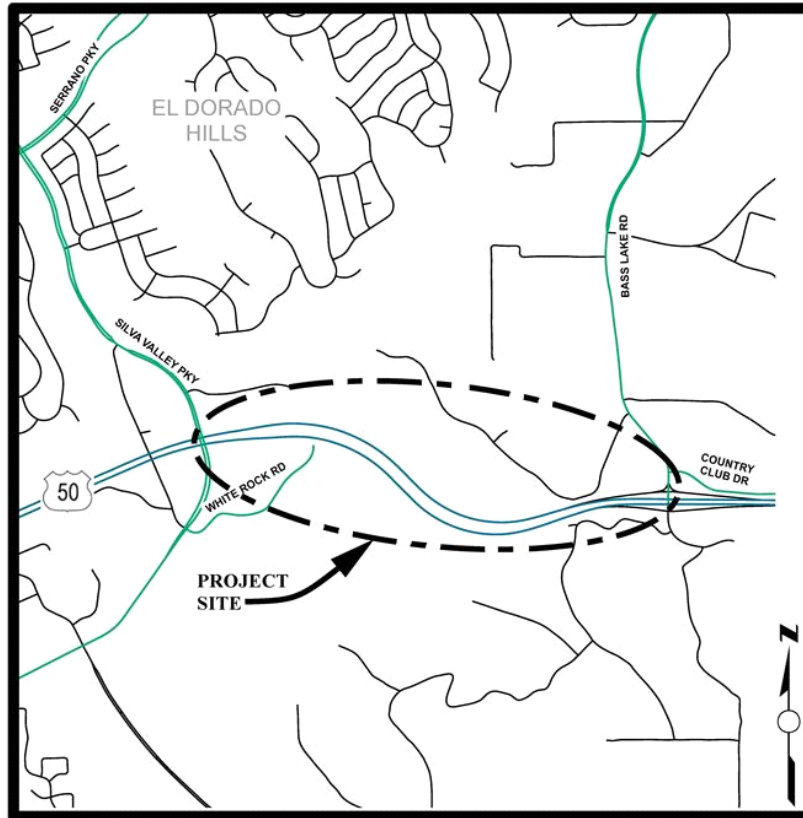 SERRANO PKY
EL DORADO
HILLS
BASS LAKE RD
SILVA VALLEY PKY
COUNTRY
CLUB DR
50
WHITE ROCK RD
PROJECT
SITE
N